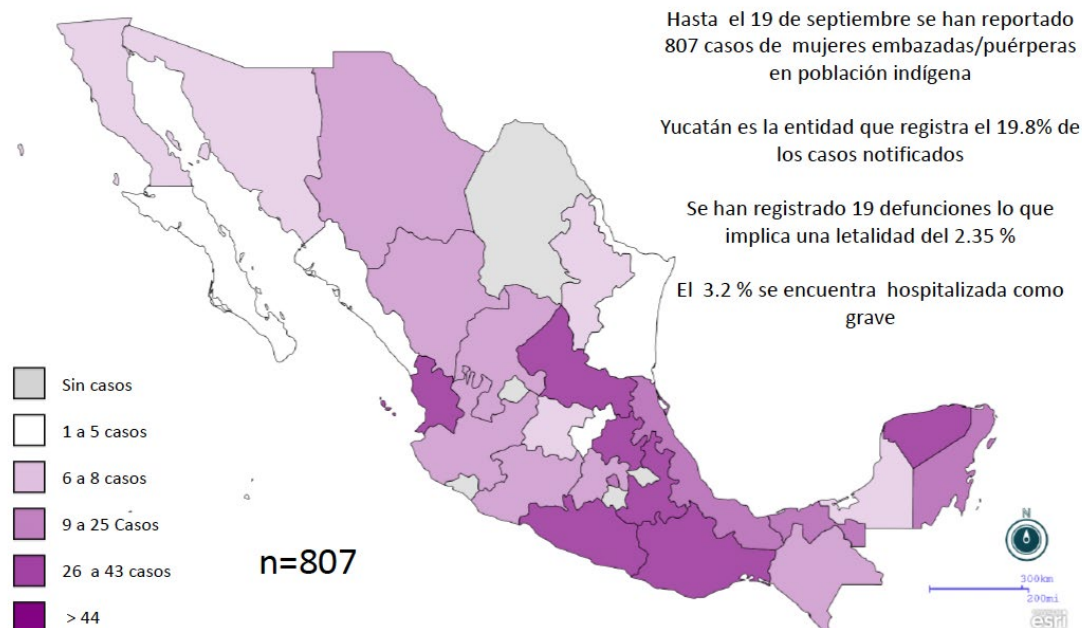 Hasta el 19 de septiembre se han reportado
807 casos de mujeres embazadas/puérperas
en población indígena
Yucatán es la entidad que registra el 19.8% de
los casos notificados
Se han registrado 19 defunciones lo que
implica una letalidad del 2.35 %
El 3.2 % se encuentra hospitalizada como
grave
Sin casos
1 a 5 casos
6 a 8 casos
9 a 25 Casos
26 a 43 casos
> 44
n=807
N
300km
200mi
esri